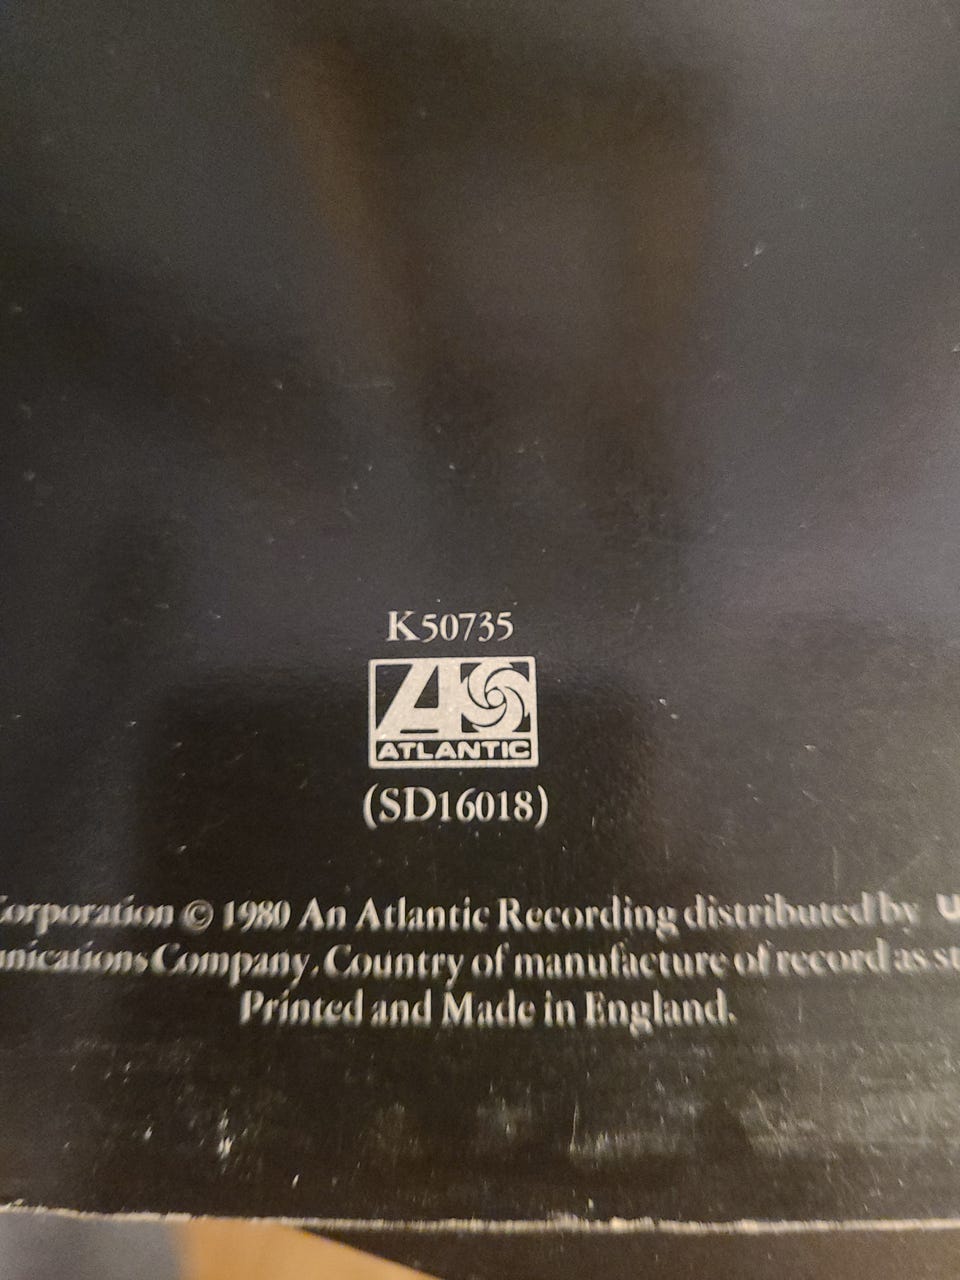 K50735
ATLANTIC
(SD16018)
Corporation © 1980 An Atlantic Recording distributed by
Company. Country of manufacture of record as
Printed and Made in England.